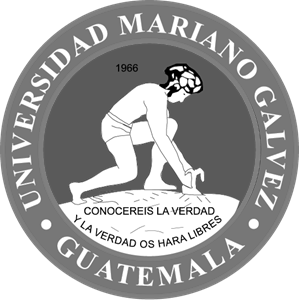 UNIVERSIDAD MARIANO GALVEZ
1966
CONOCEREIS LA VERDAD
Y LA VERDAD OS HARA LIBRES
• GUATEMALA •